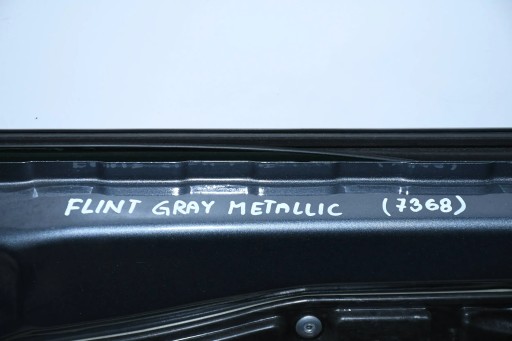 FLINT GRAY METALLIC (7368)